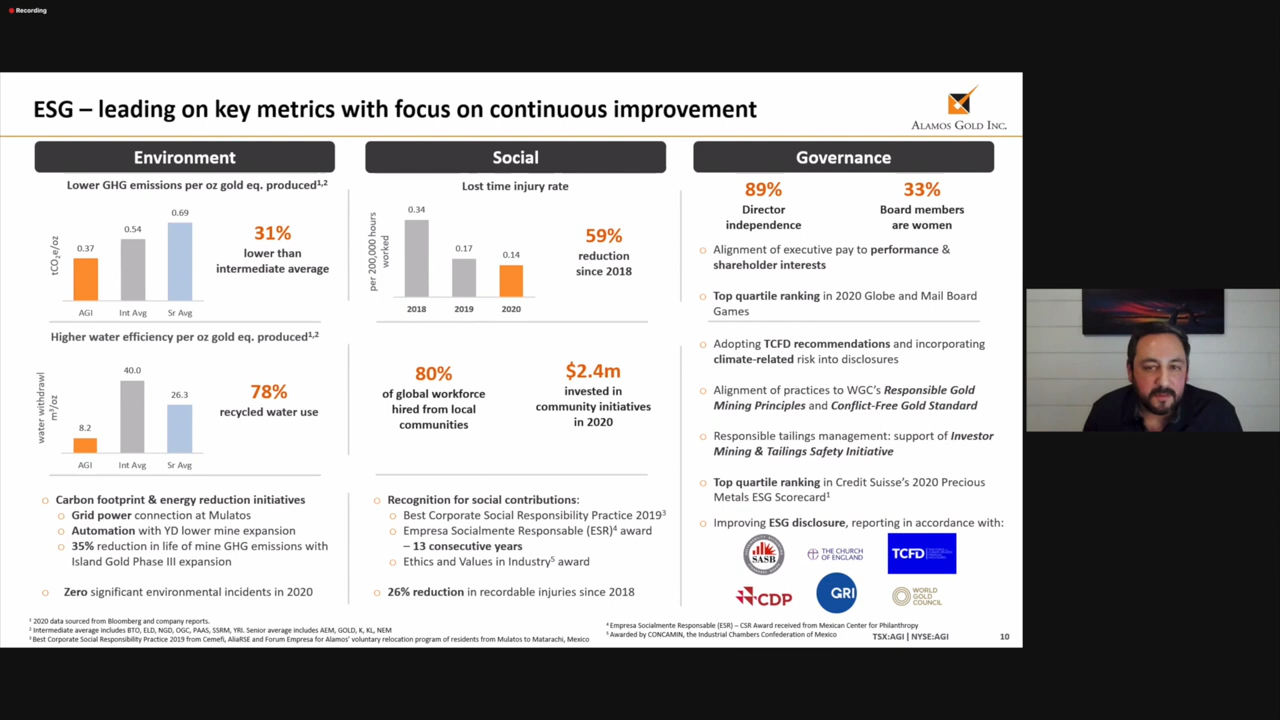 Recording
ESG – leading on key metrics with focus on continuous improvement
ALAMOS GOLD INC.
Environment
Lower GHG emissions per oz gold eq. produced¹,²
tCO₂e/oz
0.37
0.54
0.69
AGI
Int Avg
Sr Avg
31%
lower than
intermediate average
Higher water efficiency per oz gold eq. produced¹,²
water withdrawl
m³/oz
8.2
40.0
26.3
AGI
Int Avg
Sr Avg
78%
recycled water use
o Carbon footprint & energy reduction initiatives
o Grid power connection at Mulatos
o Automation with YD lower mine expansion
o 35% reduction in life of mine GHG emissions with
Island Gold Phase III expansion
o Zero significant environmental incidents in 2020
Social
Lost time injury rate
per 200,000 hours
worked
0.34
0.17
0.14
2018
2019
2020
59%
reduction
since 2018
80%
of global workforce
hired from local
communities
$2.4m
invested in
community initiatives
in 2020
o Recognition for social contributions:
o Best Corporate Social Responsibility Practice 2019³
o Empresa Socialmente Responsable (ESR)⁴ award
– 13 consecutive years
o Ethics and Values in Industry⁵ award
o 26% reduction in recordable injuries since 2018
Governance
89%
Director
independence
33%
Board members
are women
o Alignment of executive pay to performance &
shareholder interests
o Top quartile ranking in 2020 Globe and Mail Board
Games
o Adopting TCFD recommendations and incorporating
climate-related risk into disclosures
o Alignment of practices to WGC's Responsible Gold
Mining Principles and Conflict-Free Gold Standard
o Responsible tailings management: support of Investor
Mining & Tailings Safety Initiative
o Top quartile ranking in Credit Suisse's 2020 Precious
Metals ESG Scorecard¹
o Improving ESG disclosure, reporting in accordance with:
SASB
THE CHURCH
OF ENGLAND
TCFD
CDP
GRI
WORLD
GOLD
COUNCIL
¹ 2020 data sourced from Bloomberg and company reports.
² Intermediate average includes BTO, ELD, NGD, OGC, PAAS, SSRM, YRI. Senior average includes AEM, GOLD, K, KL, NEM
³ Best Corporate Social Responsibility Practice 2019 from Cemefi, AliaRSE and Forum Empresa for Alamos' voluntary relocation program of residents from Mulatos to Matarachi, Mexico
⁴ Empresa Socialmente Responsable (ESR) – CSR Award received from Mexican Center for Philanthropy
⁵ Awarded by CONCAMIN, the Industrial Chambers Confederation of Mexico
TSX:AGI | NYSE:AGI
10